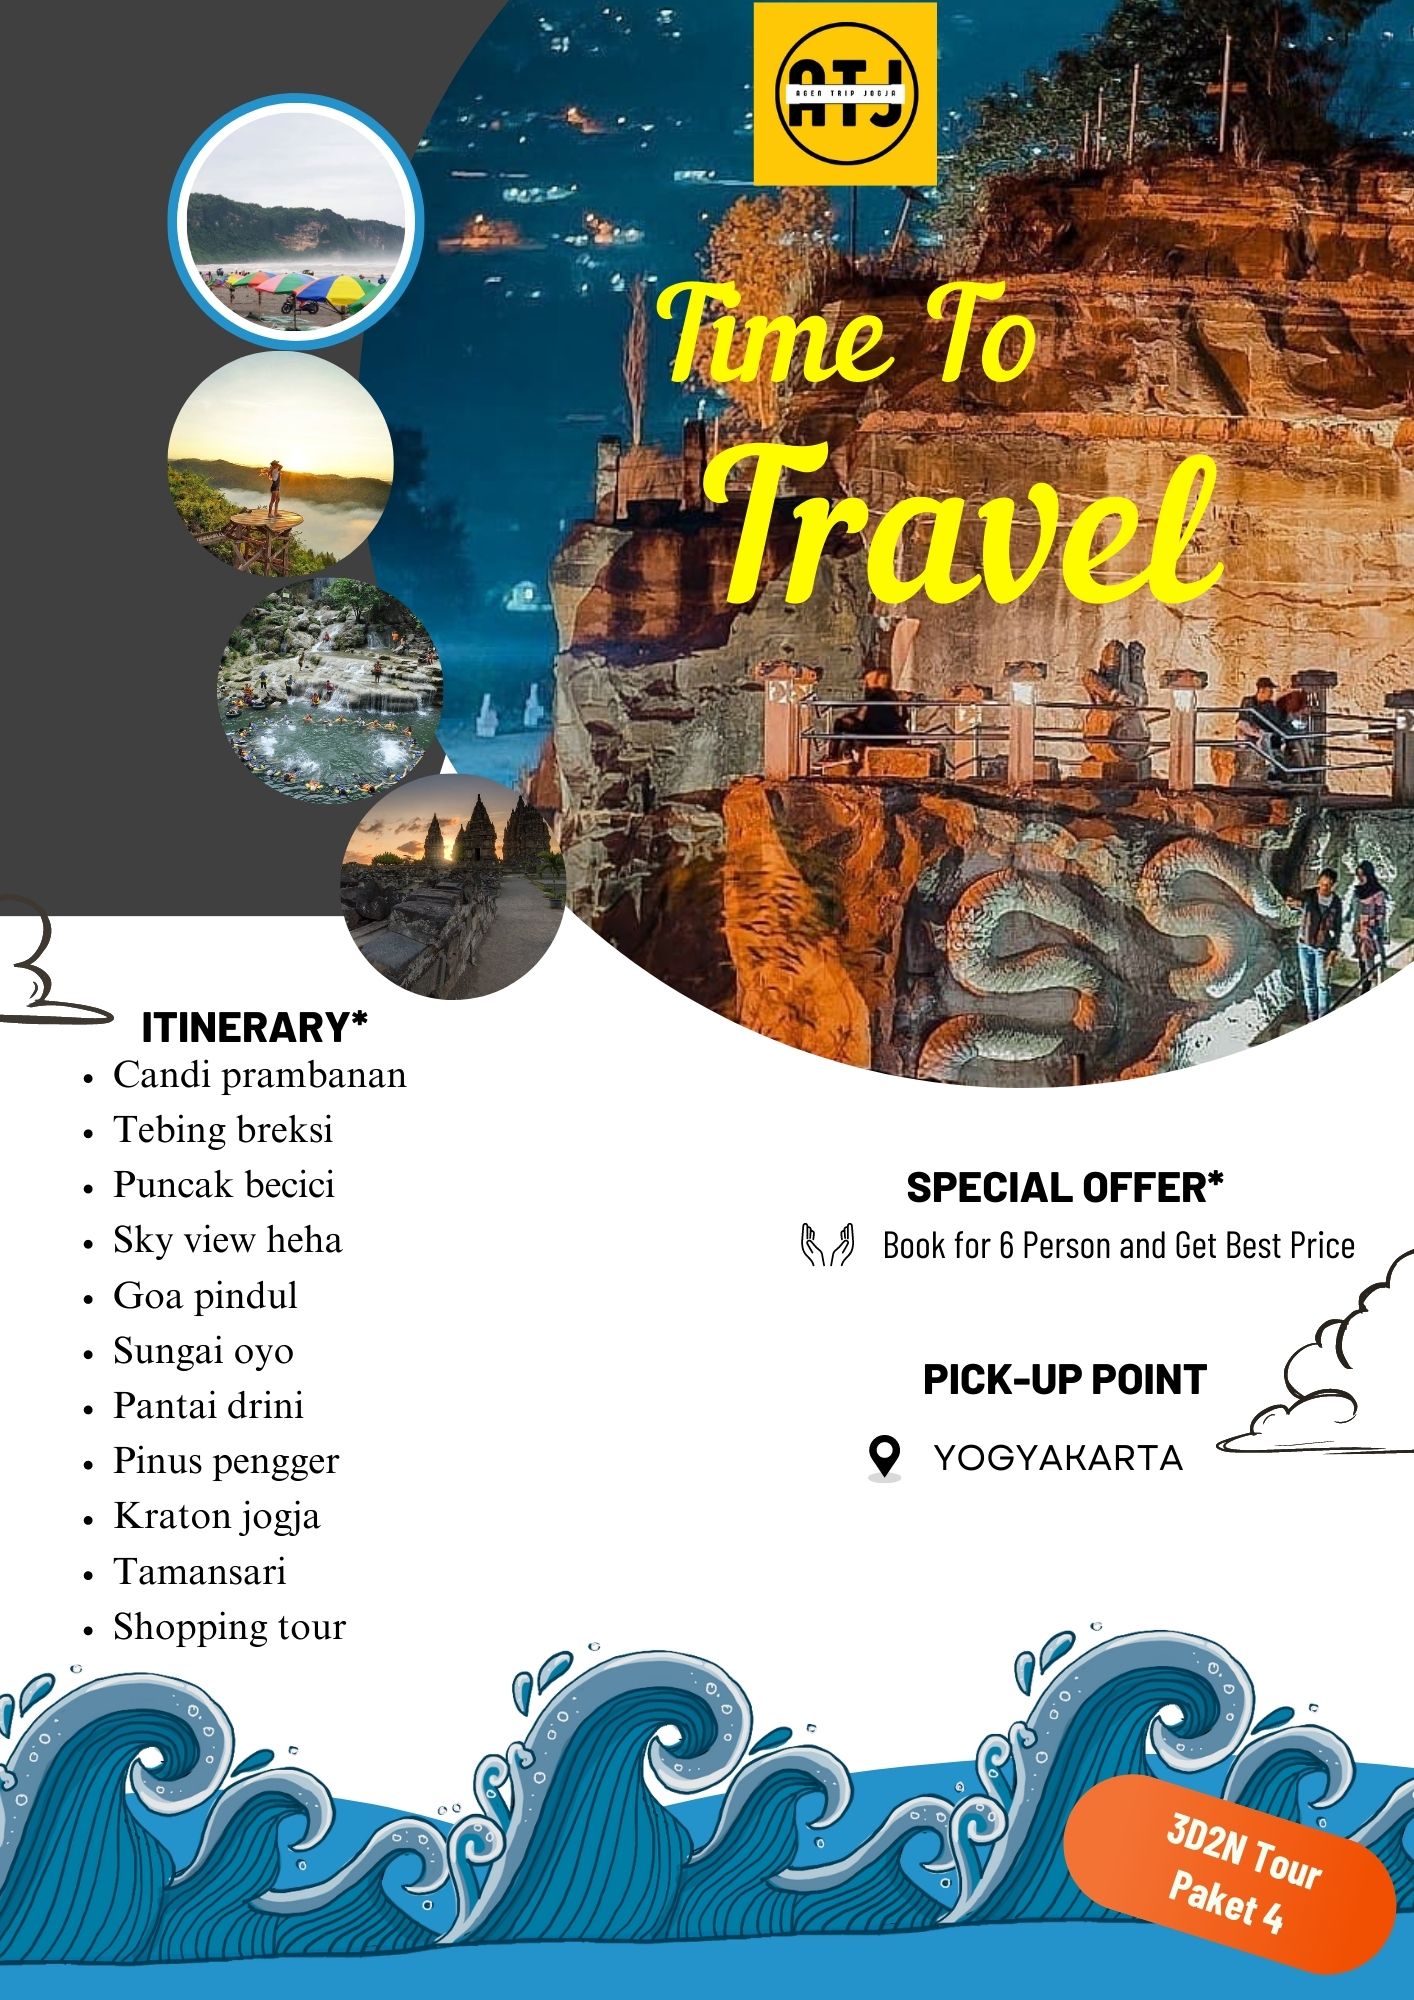 ATJ
AGEN TRIP JOGJA
Time To
Travel
ITINERARY*
• Candi prambanan
• Tebing breksi
• Puncak becici
• Sky view heha
• Goa pindul
• Sungai oyo
• Pantai drini
• Pinus pengger
• Kraton jogja
• Tamansari
• Shopping tour
SPECIAL OFFER*
Book for 6 Person and Get Best Price
PICK-UP POINT
YOGYAKARTA
3D2N Tour
Paket 4